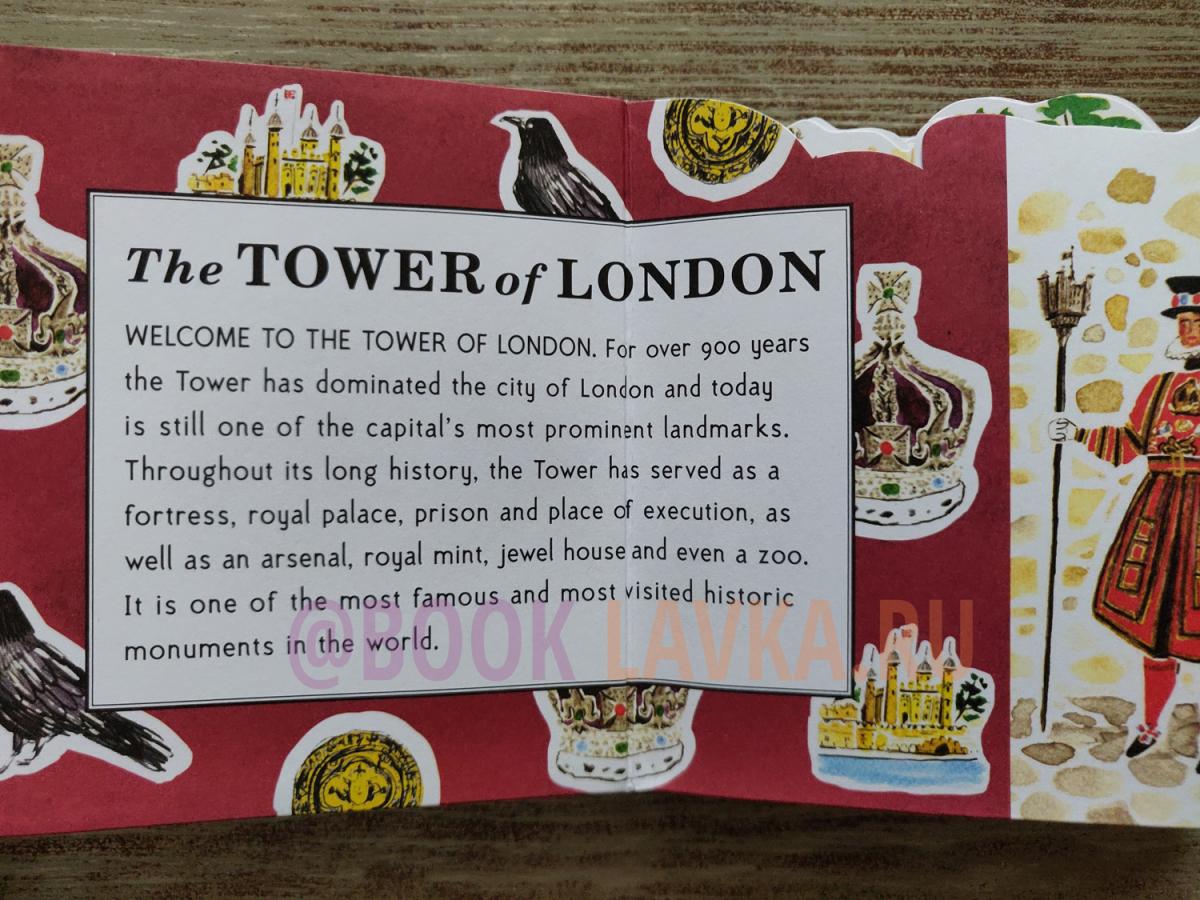 The TOWER of LONDON
WELCOME TO THE TOWER OF LONDON. For over 900 years
the Tower has dominated the city of London and today
is still one of the capital's most prominent landmarks.
Throughout its long history, the Tower has served as a
fortress, royal palace, prison and place of execution, as
well as an arsenal, royal mint, jewel house and even a zoo.
It is one of the most famous and most visited historic
monuments in the world.
@BOOK LAVKA.RU